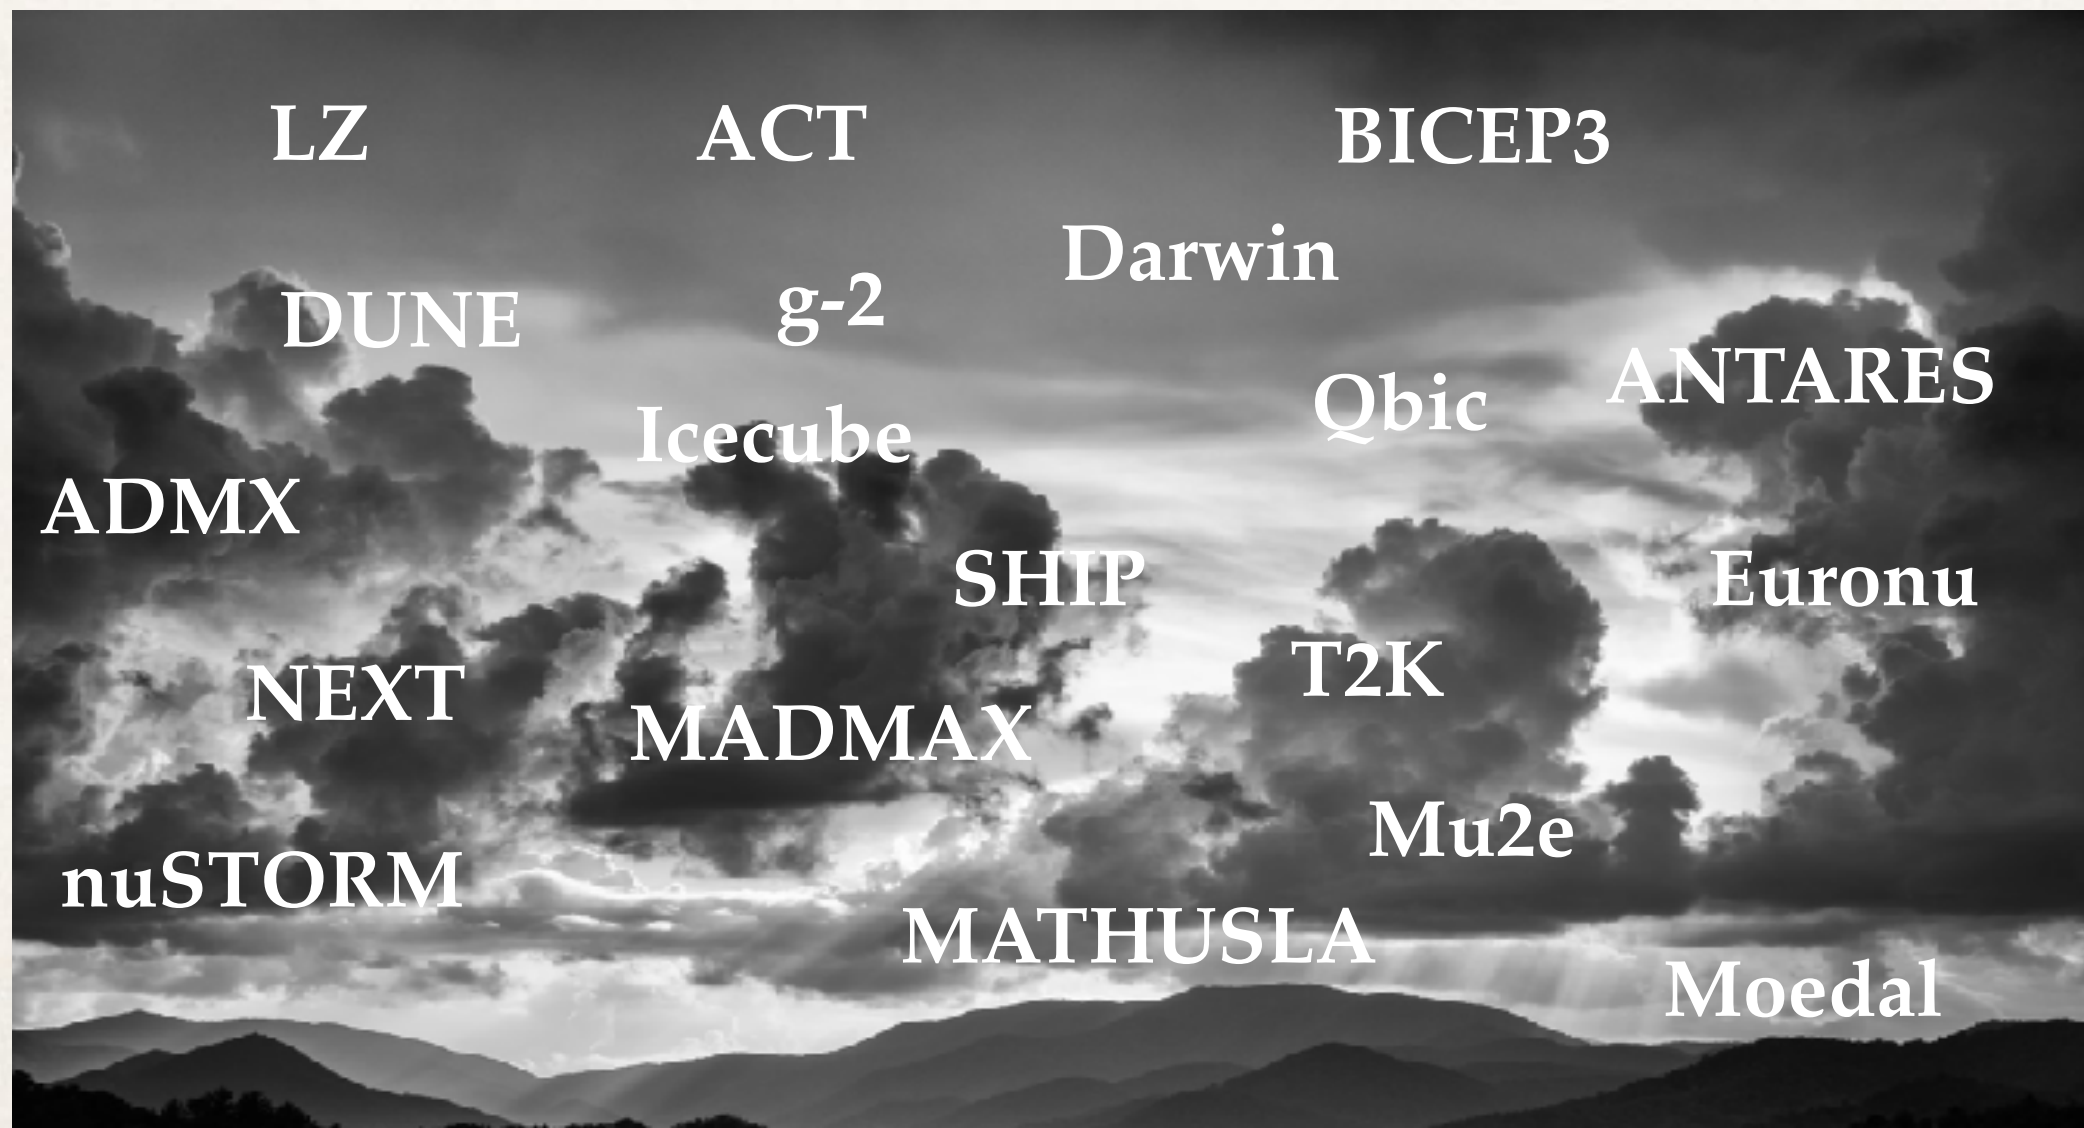 LZ
ACT
BICEP3
Darwin
DUNE
g-2
ANTARES
Qbic
Icecube
ADMX
SHIP
Euronu
T2K
NEXT
MADMAX
Mu2e
nuSTORM
MATHUSLA
Moedal